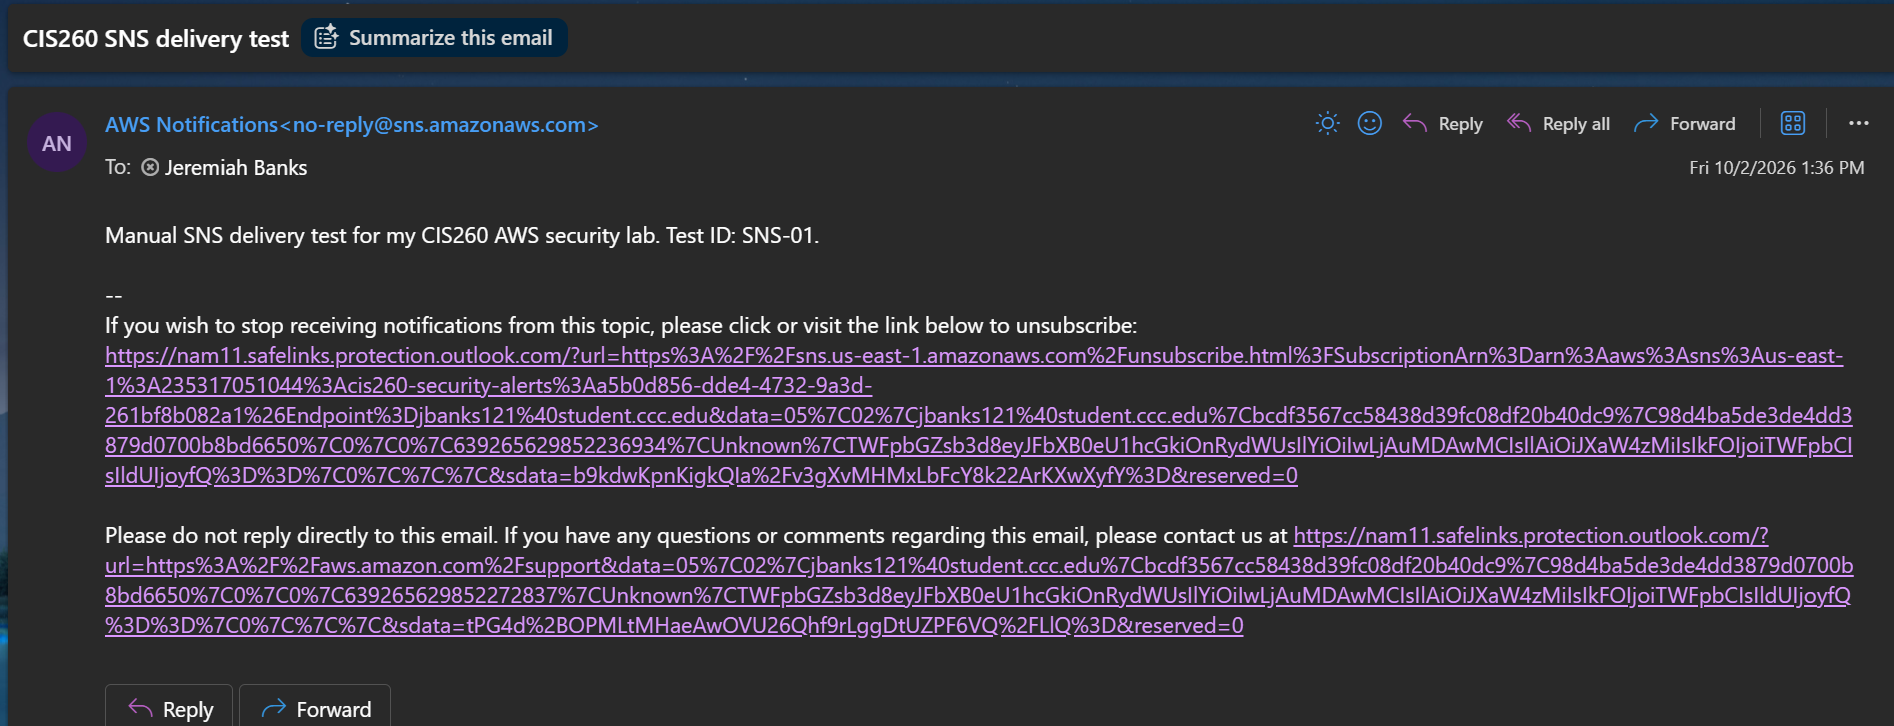 CIS260 SNS delivery test
Summarize this email
AN
AWS Notifications<no-reply@sns.amazonaws.com>
Reply
Reply all
Forward
To: Jeremiah Banks
Fri 10/2/2026 1:36 PM
Manual SNS delivery test for my CIS260 AWS security lab. Test ID: SNS-01.
--
If you wish to stop receiving notifications from this topic, please click or visit the link below to unsubscribe:
https://nam11.safelinks.protection.outlook.com/?url=https%3A%2F%2Fsns.us-east-1.amazonaws.com%2Funsubscribe.html%3FSubscriptionArn%3Darn%3Aaws%3Asns%3Aus-east-
1%3A235317051044%3Acis260-security-alerts%3Aa5b0d856-dde4-4732-9a3d-
261bf8b082a1%26Endpoint%3Djbanks121%40student.ccc.edu&data=05%7C02%7Cjbanks121%40student.ccc.edu%7Cbcdf3567cc58438d39fc08df20b40dc9%7C98d4ba5de3de4dd3
879d0700b8bd6650%7C0%7C0%7C639265629852236934%7CUnknown%7CTWFpbGZsb3d8eyJFbXB0eU1hcGkiOnRydWUsIlYiOiIwLjAuMDAwMCIsIlAiOiJXaW4zMiIsIkFOIjoiTWFpbCI
sIldUIjoyfQ%3D%3D%7C0%7C%7C%7C&sdata=b9kdwKpnKigkQIa%2Fv3gXvMHMxLbFcY8k22ArKXwXyfY%3D&reserved=0
Please do not reply directly to this email. If you have any questions or comments regarding this email, please contact us at https://nam11.safelinks.protection.outlook.com/?
url=https%3A%2F%2Faws.amazon.com%2Fsupport&data=05%7C02%7Cjbanks121%40student.ccc.edu%7Cbcdf3567cc58438d39fc08df20b40dc9%7C98d4ba5de3de4dd3879d0700b
8bd6650%7C0%7C0%7C639265629852272837%7CUnknown%7CTWFpbGZsb3d8eyJFbXB0eU1hcGkiOnRydWUsIlYiOiIwLjAuMDAwMCIsIlAiOiJXaW4zMiIsIkFOIjoiTWFpbCIsIldUIjoyfQ
%3D%3D%7C0%7C%7C%7C&sdata=tPG4d%2BOPMLtMHaeAwOVU26Qhf9rLggDtUZPF6VQ%2FLlQ%3D&reserved=0
Reply
Forward